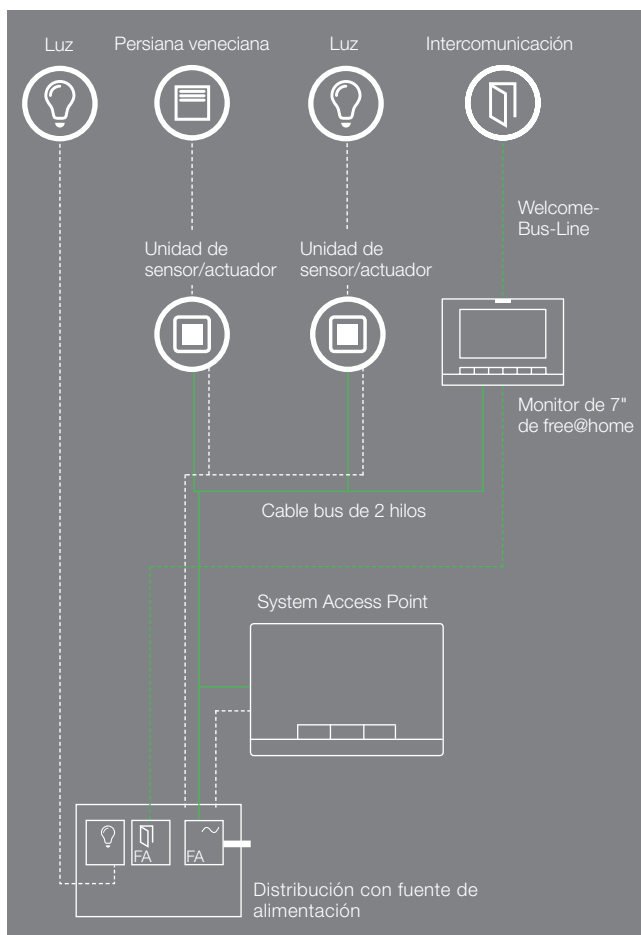 Luz
Persiana veneciana
Luz
Intercomunicación
Welcome-
Bus-Line
Unidad de
sensor/actuador
Unidad de
sensor/actuador
Monitor de 7"
de free@home
Cable bus de 2 hilos
System Access Point
FA
FA
Distribución con fuente de
alimentación